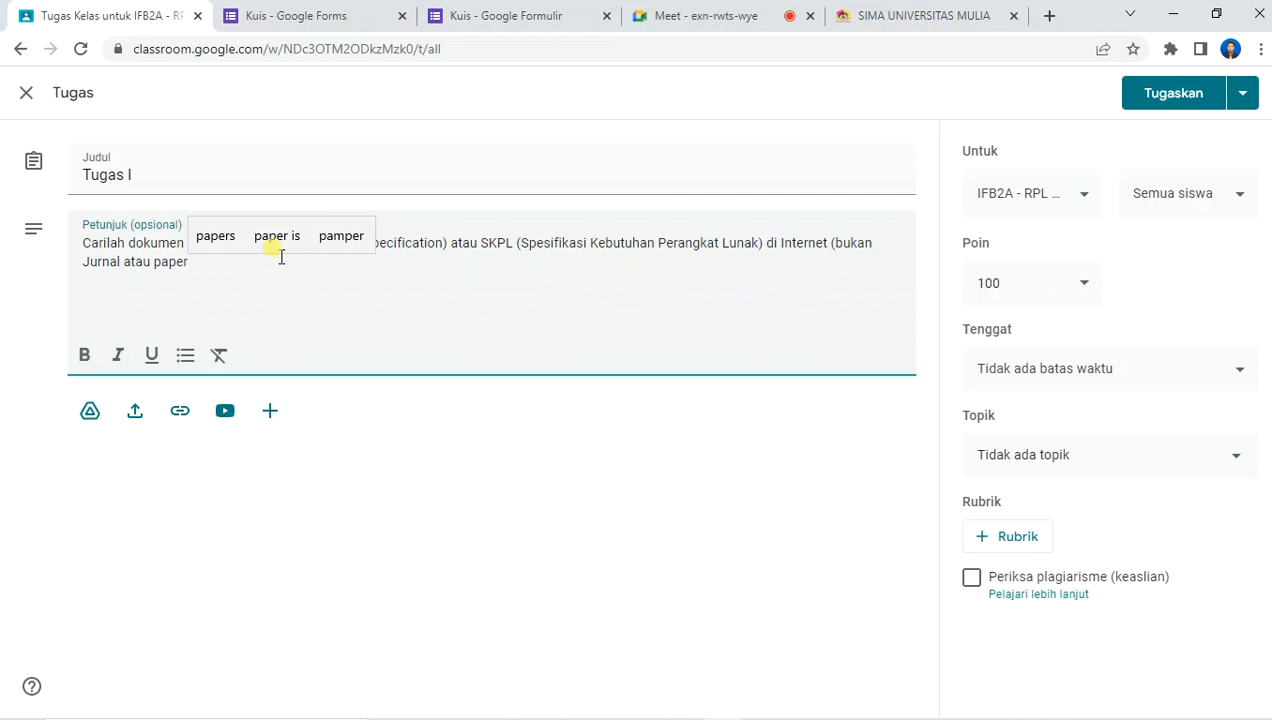 Tugas Kelas untuk IFB2A - RP
Kuis - Google Forms
Kuis - Google Formulir
Meet - exn-rwts-wye
SIMA UNIVERSITAS MULIA
classroom.google.com/w/NDc3OTM2ODkzMzk0/t/all
Tugas
Tugaskan
Judul
Tugas I
Petunjuk (opsional)
papers paper is pamper
Carilah dokumen pecification) atau SKPL (Spesifikasi Kebutuhan Perangkat Lunak) di Internet (bukan
Jurnal atau paper
B I U
Untuk
IFB2A - RPL ...
Semua siswa
Poin
100
Tenggat
Tidak ada batas waktu
Topik
Tidak ada topik
Rubrik
+ Rubrik
Periksa plagiarisme (keaslian)
Pelajari lebih lanjut